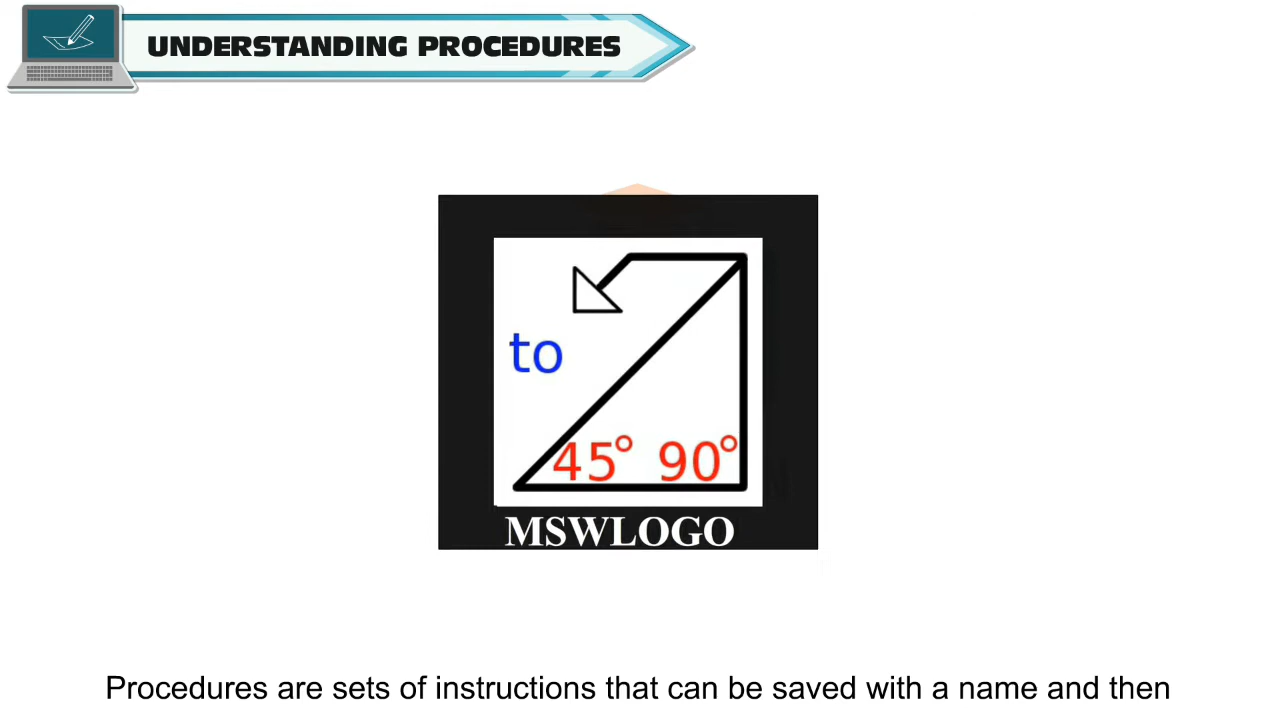 UNDERSTANDING PROCEDURES
to
45° 90°
MSWLOGO
Procedures are sets of instructions that can be saved with a name and then